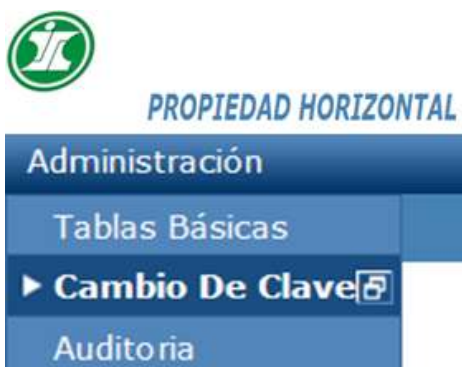 PROPIEDAD HORIZONTAL
Administración
Tablas Básicas
Cambio De Clave
Auditoria